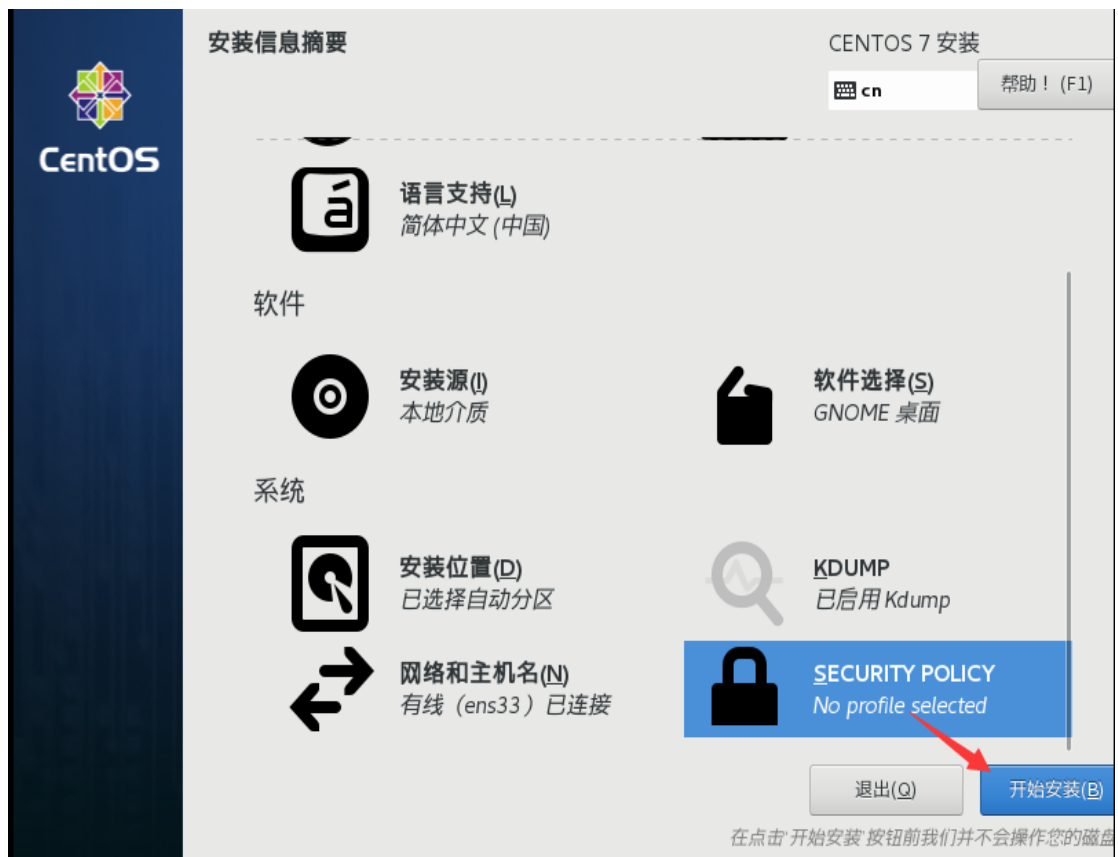 安装信息摘要
CENTOS 7 安装
cn
帮助！(F1)
CentOS
语言支持(L)
简体中文 (中国)
软件
安装源(I)
本地介质
软件选择(S)
GNOME 桌面
系统
安装位置(D)
已选择自动分区
KDUMP
已启用 Kdump
网络和主机名(N)
有线（ens33）已连接
SECURITY POLICY
No profile selected
退出(Q)
开始安装(B)
在点击'开始安装'按钮前我们并不会操作您的磁盘